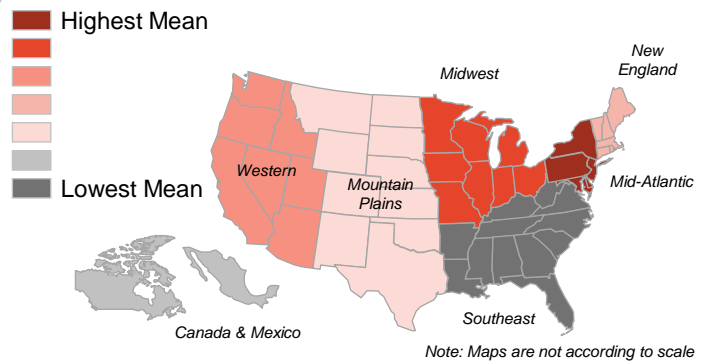 Highest Mean
New
England
Midwest
Western
Mountain
Plains
Mid-Atlantic
Lowest Mean
Southeast
Canada & Mexico
Note: Maps are not according to scale